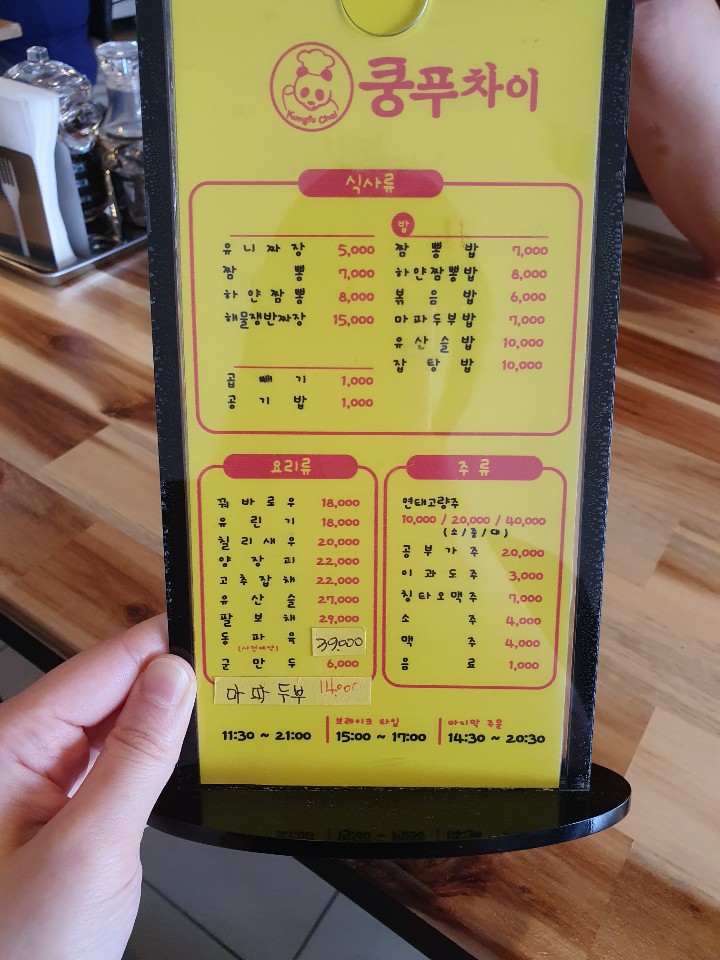 Kungfu Chai
쿵푸차이
식사류
유니짜장 5,000
짬뽕 7,000
하얀짬뽕 8,000
해물쟁반짜장 15,000
곱빼기 1,000
공기밥 1,000
밥
짬뽕밥 7,000
하얀짬뽕밥 8,000
볶음밥 6,000
마파두부밥 7,000
유산슬밥 10,000
잡탕밥 10,000
요리류
꿔바로우 18,000
유린기 18,000
칠리새우 20,000
양장피 22,000
고추잡채 22,000
유산슬 27,000
팔보채 29,000
동파육 39,000
(사전예약)
군만두 6,000
마파두부 14,000
주류
연태고량주
10,000 / 20,000 / 40,000
(소/중/대)
공부가주 20,000
이과도주 3,000
칭타오맥주 7,000
소주 4,000
맥주 4,000
음료 1,000
11:30 ~ 21:00
브레이크 타임
15:00 ~ 17:00
마지막 주문
14:30 ~ 20:30